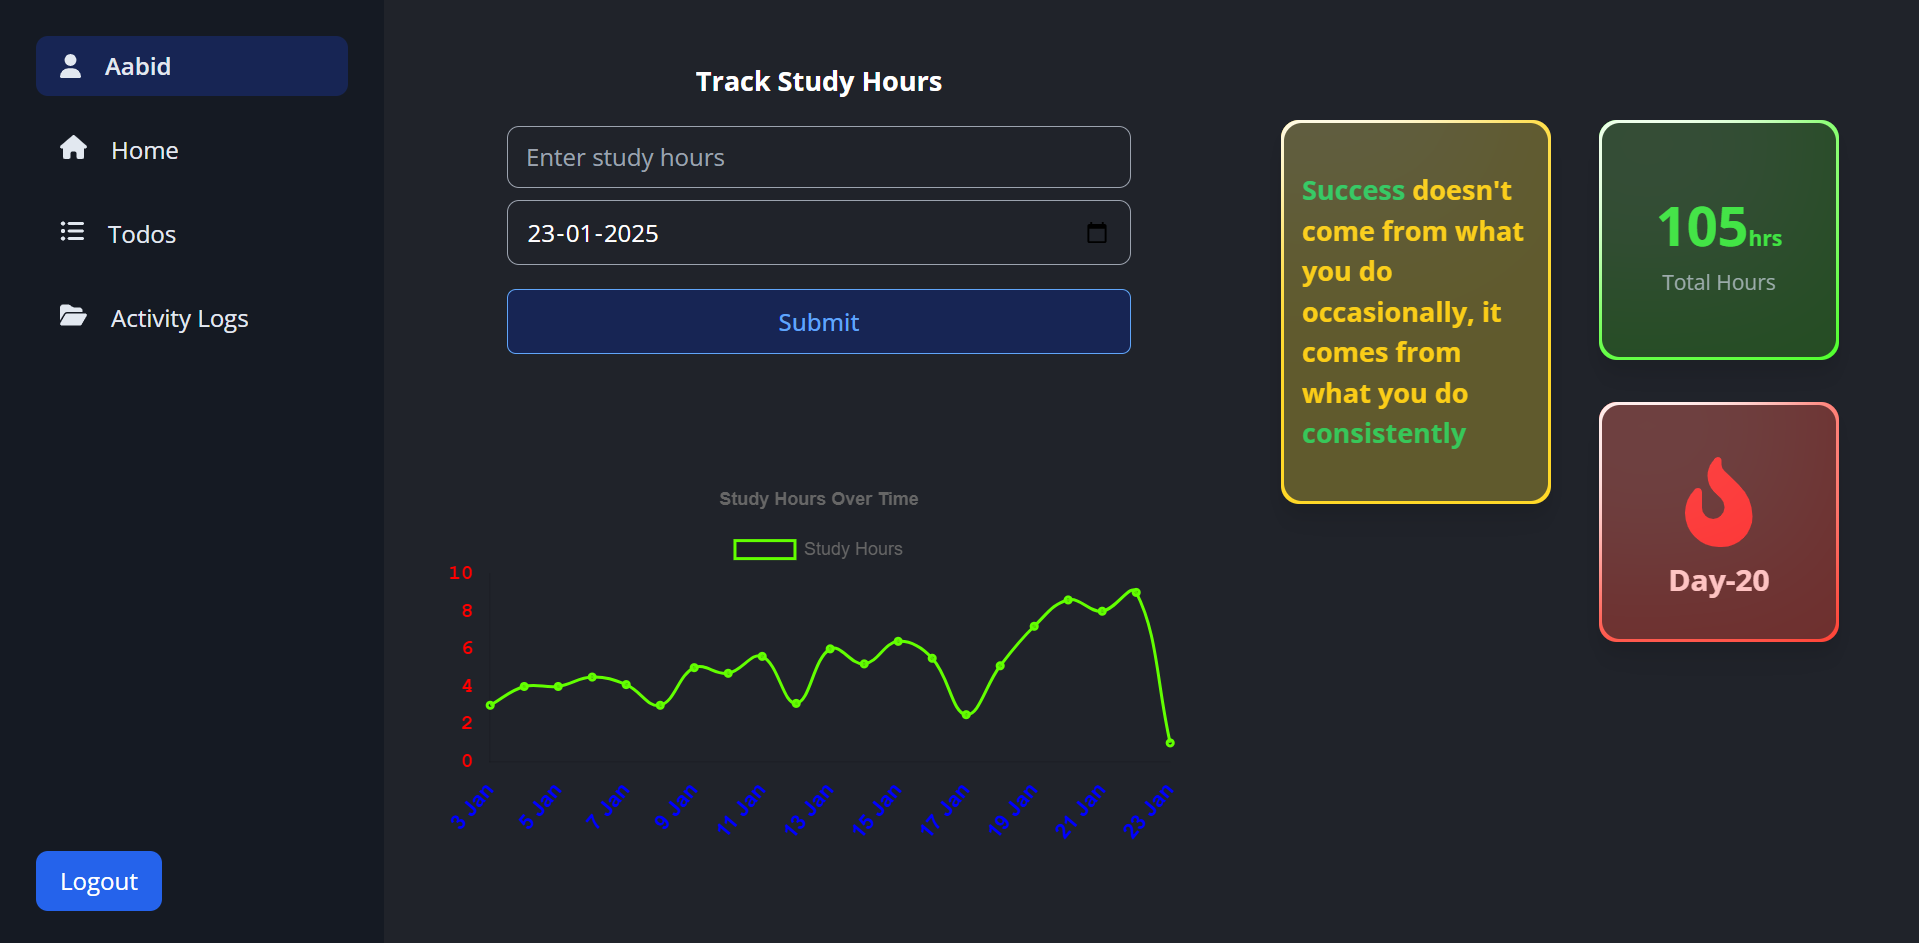 Aabid
Home
Todos
Activity Logs
Logout
Track Study Hours
Enter study hours
23-01-2025
Submit
Study Hours Over Time
Study Hours
10
8
6
4
2
0
3 Jan
5 Jan
7 Jan
9 Jan
11 Jan
13 Jan
15 Jan
17 Jan
19 Jan
21 Jan
23 Jan
Success doesn't
come from what
you do
occasionally, it
comes from
what you do
consistently
105hrs
Total Hours
Day-20